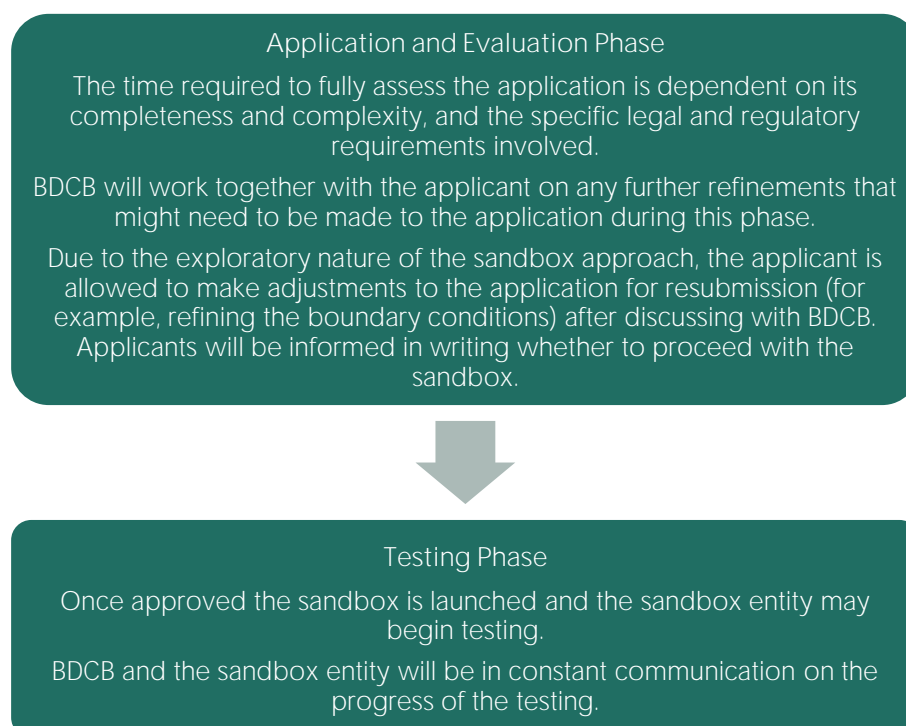 Application and Evaluation Phase
The time required to fully assess the application is dependent on its
completeness and complexity, and the specific legal and regulatory
requirements involved.
BDCB will work together with the applicant on any further refinements that
might need to be made to the application during this phase.
Due to the exploratory nature of the sandbox approach, the applicant is
allowed to make adjustments to the application for resubmission (for
example, refining the boundary conditions) after discussing with BDCB.
Applicants will be informed in writing whether to proceed with the
sandbox.
Testing Phase
Once approved the sandbox is launched and the sandbox entity may
begin testing.
BDCB and the sandbox entity will be in constant communication on the
progress of the testing.